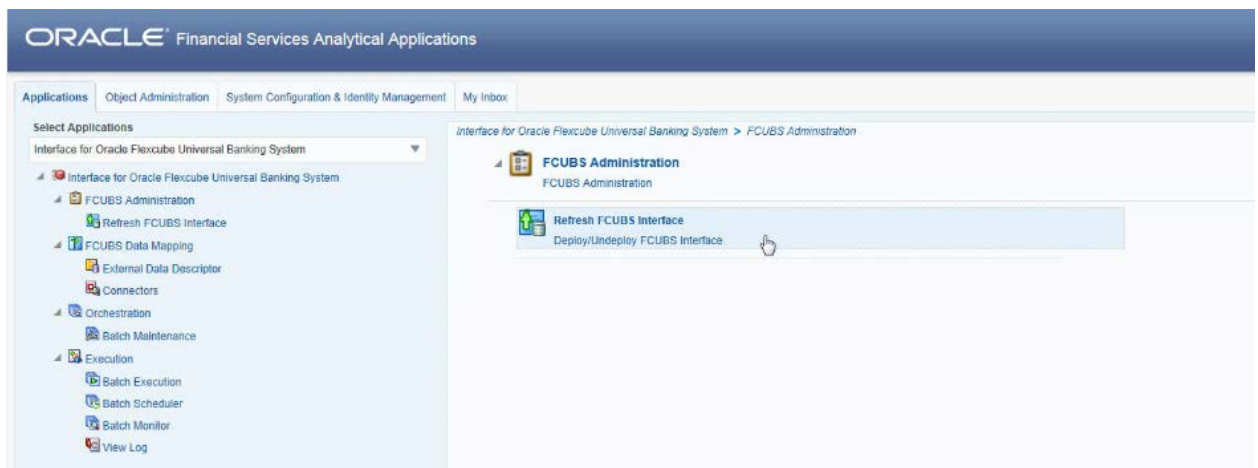 ORACLE Financial Services Analytical Applications
Applications Object Administration System Configuration & Identity Management My Inbox
Select Applications
Interface for Oracle Flexcube Universal Banking System
Interface for Oracle Flexcube Universal Banking System
FCUBS Administration
Refresh FCUBS Interface
FCUBS Data Mapping
External Data Descriptor
Connectors
Orchestration
Batch Maintenance
Execution
Batch Execution
Batch Scheduler
Batch Monitor
View Log
Interface for Oracle Flexcube Universal Banking System > FCUBS Administration
FCUBS Administration
FCUBS Administration
Refresh FCUBS Interface
Deploy/Undeploy FCUBS Interface